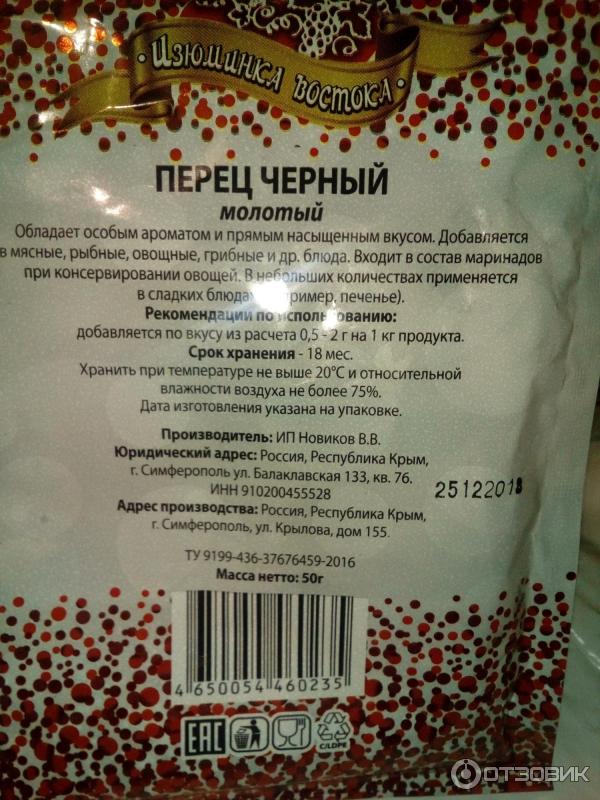 Изюминка Востока
ПЕРЕЦ ЧЕРНЫЙ
молотый
Обладает особым ароматом и прямым насыщенным вкусом. Добавляется
в мясные, рыбные, овощные, грибные и др. блюда. Входит в состав маринадов
при консервировании овощей. В небольших количествах применяется
в сладких блюдах печенье).
Рекомендации по использованию:
добавляется по вкусу из расчета 0,5 - 2 г на 1 кг продукта.
Срок хранения - 18 мес.
Хранить при температуре не выше 20°С и относительной
влажности воздуха не более 75%.
Дата изготовления указана на упаковке.
Производитель: ИП Новиков В.В.
Юридический адрес: Россия, Республика Крым,
г. Симферополь ул. Балаклавская 133, кв. 76.
ИНН 910200455528
25122018
Адрес производства: Россия, Республика Крым,
г. Симферополь, ул. Крылова, дом 155.
ТУ 9199-436-37676459-2016
Масса нетто: 50г
4 650054 460235
EAC
C/LDPE
ОТЗОВИК